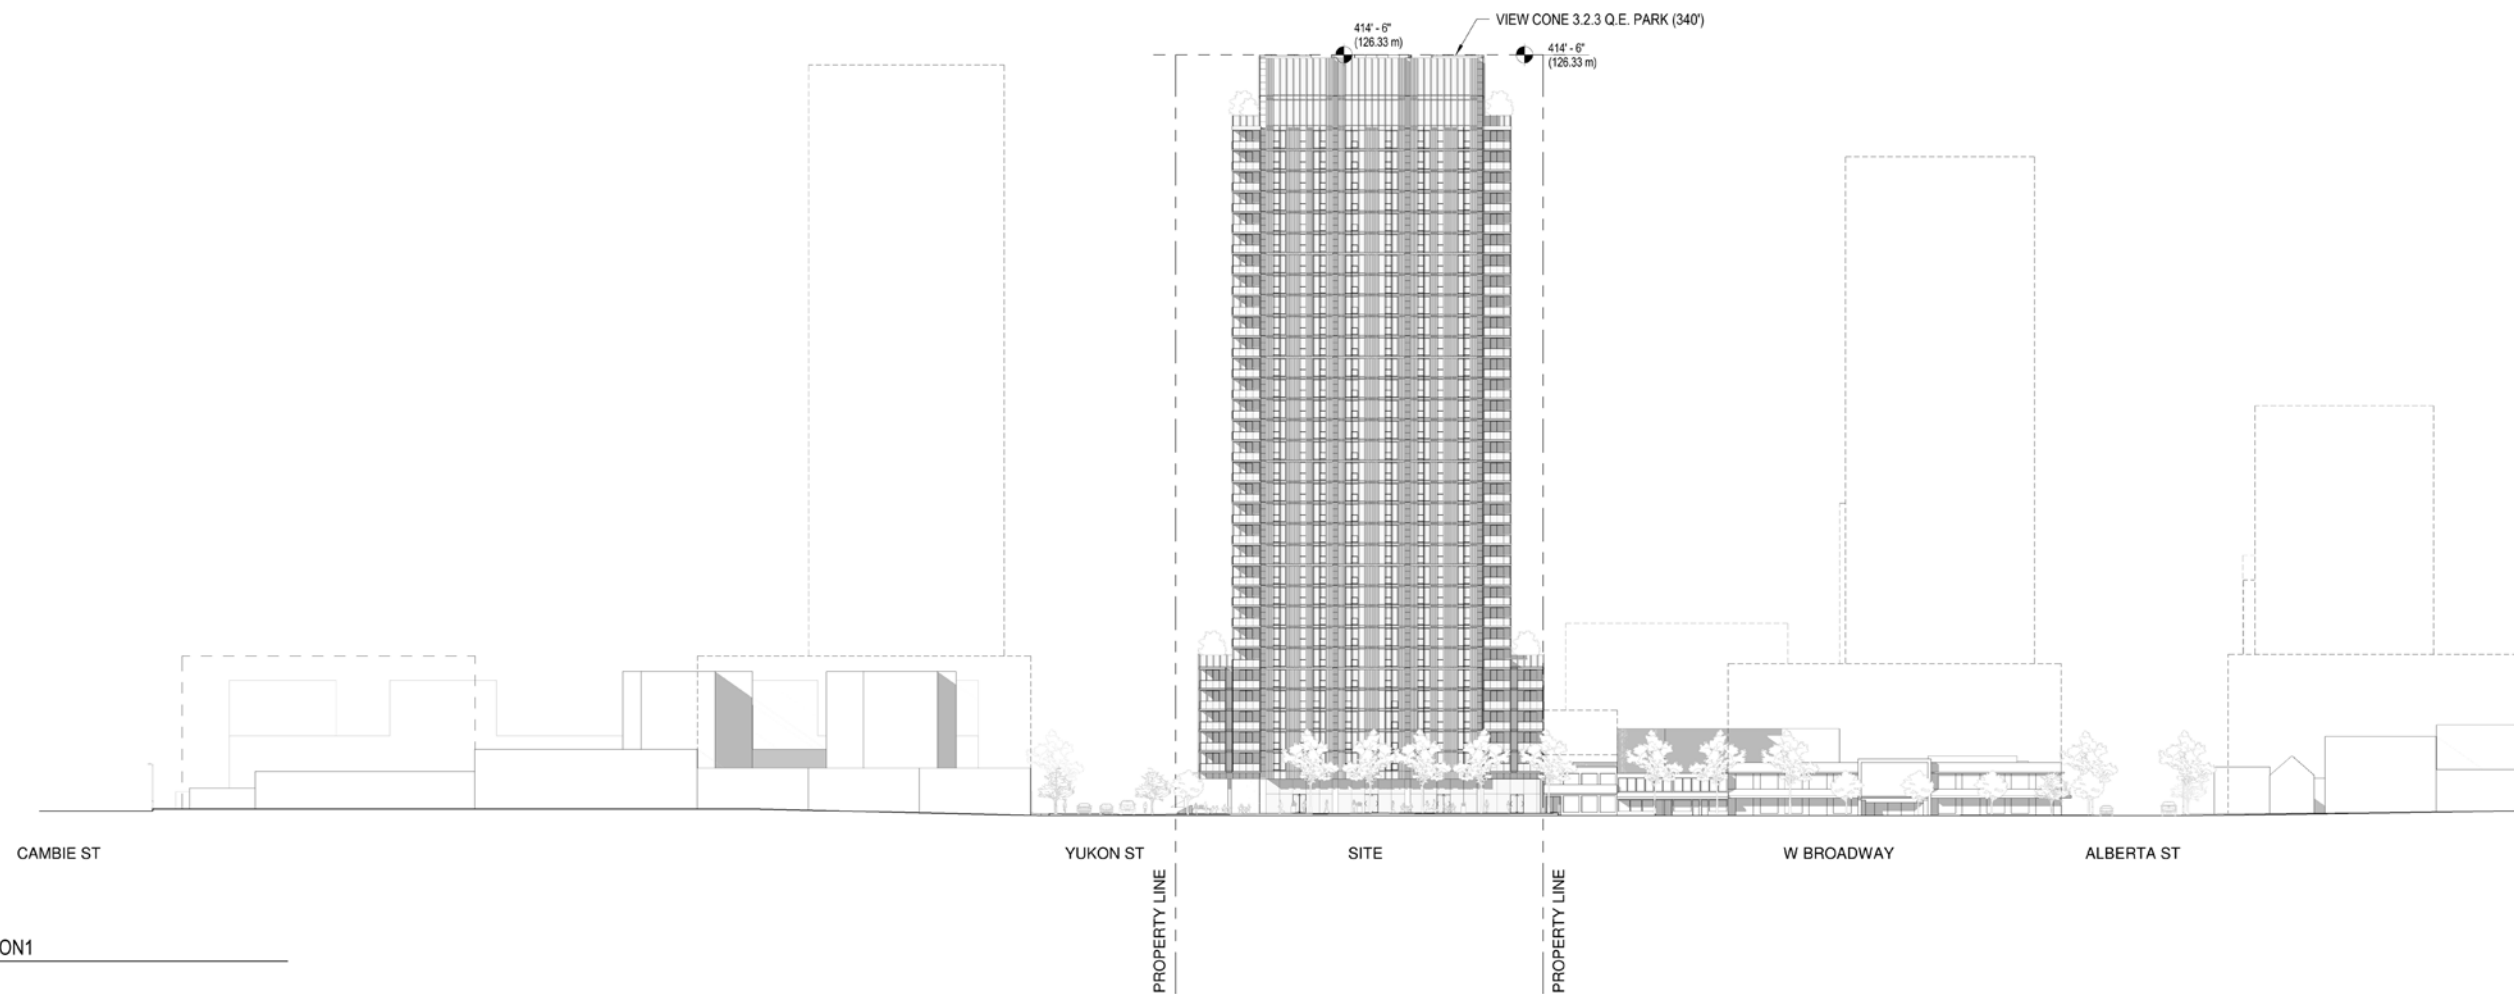 VIEW CONE 3.2.3 Q.E. PARK (340')
414' - 6"
(126.33 m)
414' - 6"
(126.33 m)
CAMBIE ST
YUKON ST
SITE
W BROADWAY
ALBERTA ST
PROPERTY LINE
PROPERTY LINE
ON1